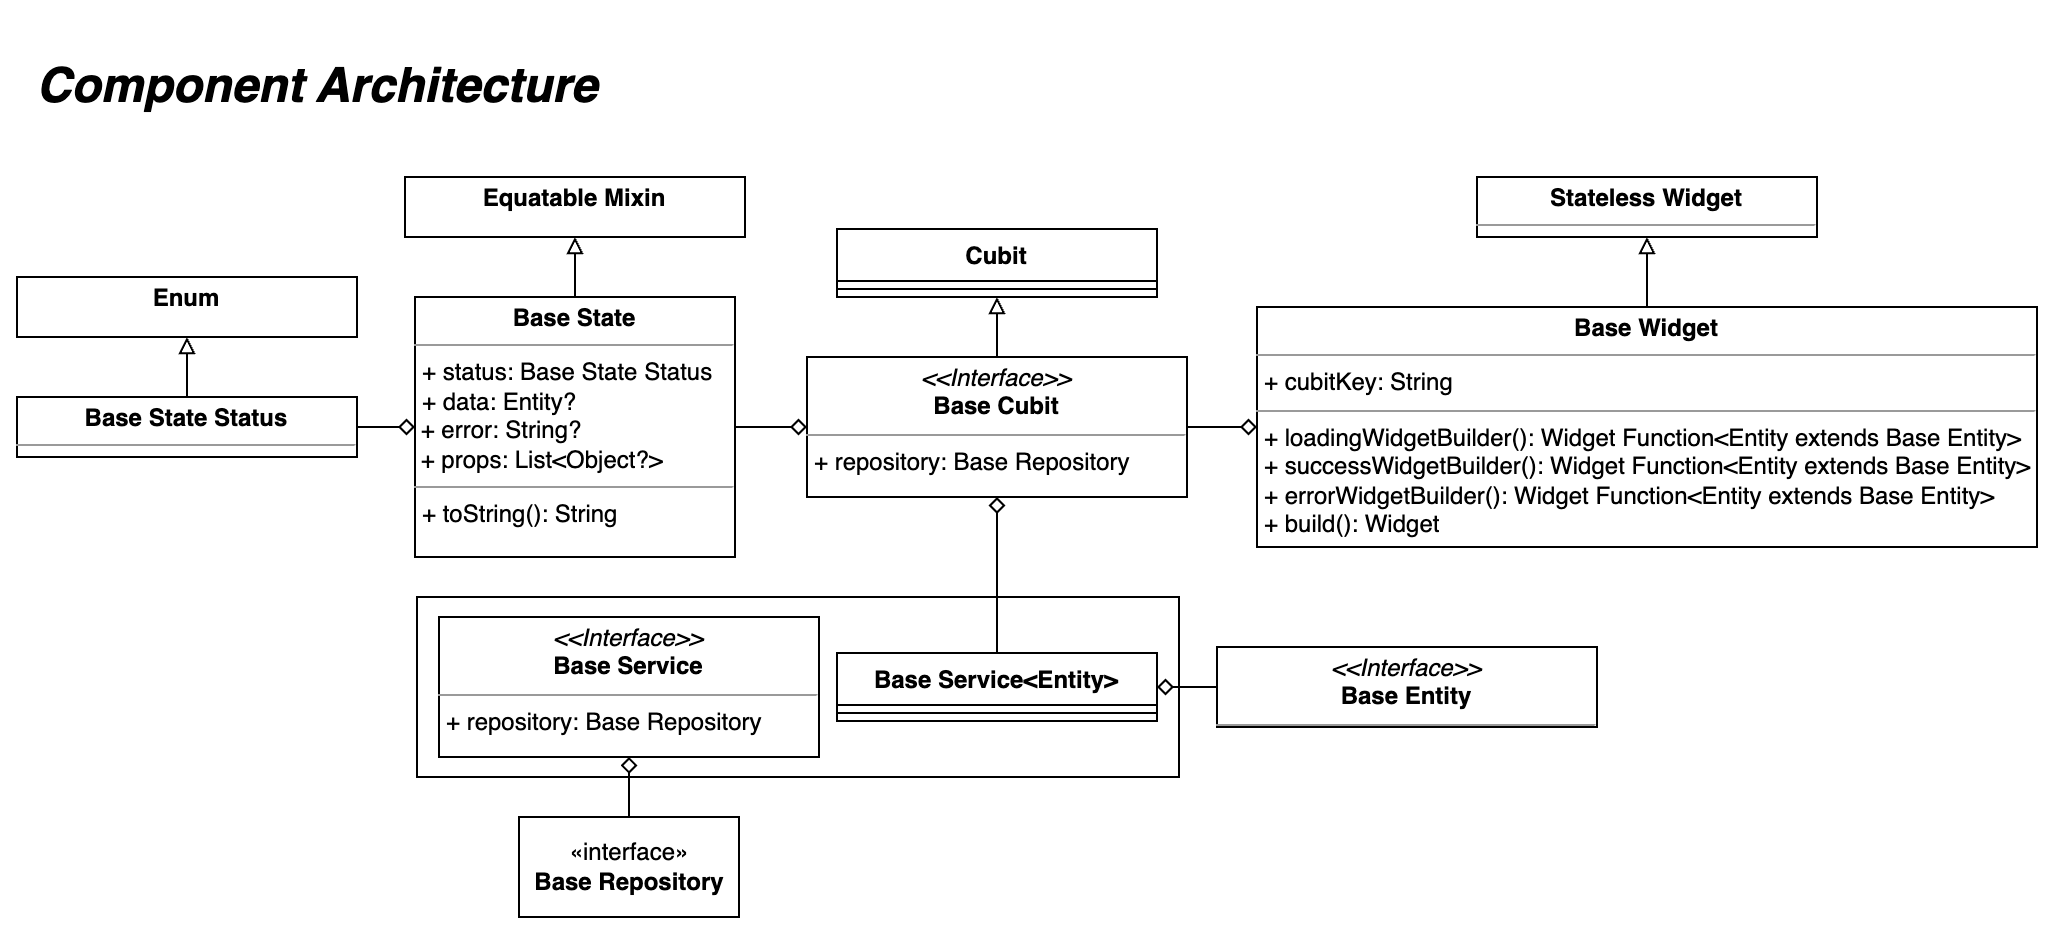 Component Architecture
Equatable Mixin
Stateless Widget
Cubit
Enum
Base State
+ status: Base State Status
+ data: Entity?
+ error: String?
+ props: List<Object?>
+ toString(): String
Base Widget
+ cubitKey: String
+ loadingWidgetBuilder(): Widget Function<Entity extends Base Entity>
+ successWidgetBuilder(): Widget Function<Entity extends Base Entity>
+ errorWidgetBuilder(): Widget Function<Entity extends Base Entity>
+ build(): Widget
<<Interface>>
Base Cubit
+ repository: Base Repository
Base State Status
<<Interface>>
Base Service
+ repository: Base Repository
Base Service<Entity>
<<Interface>>
Base Entity
«interface»
Base Repository